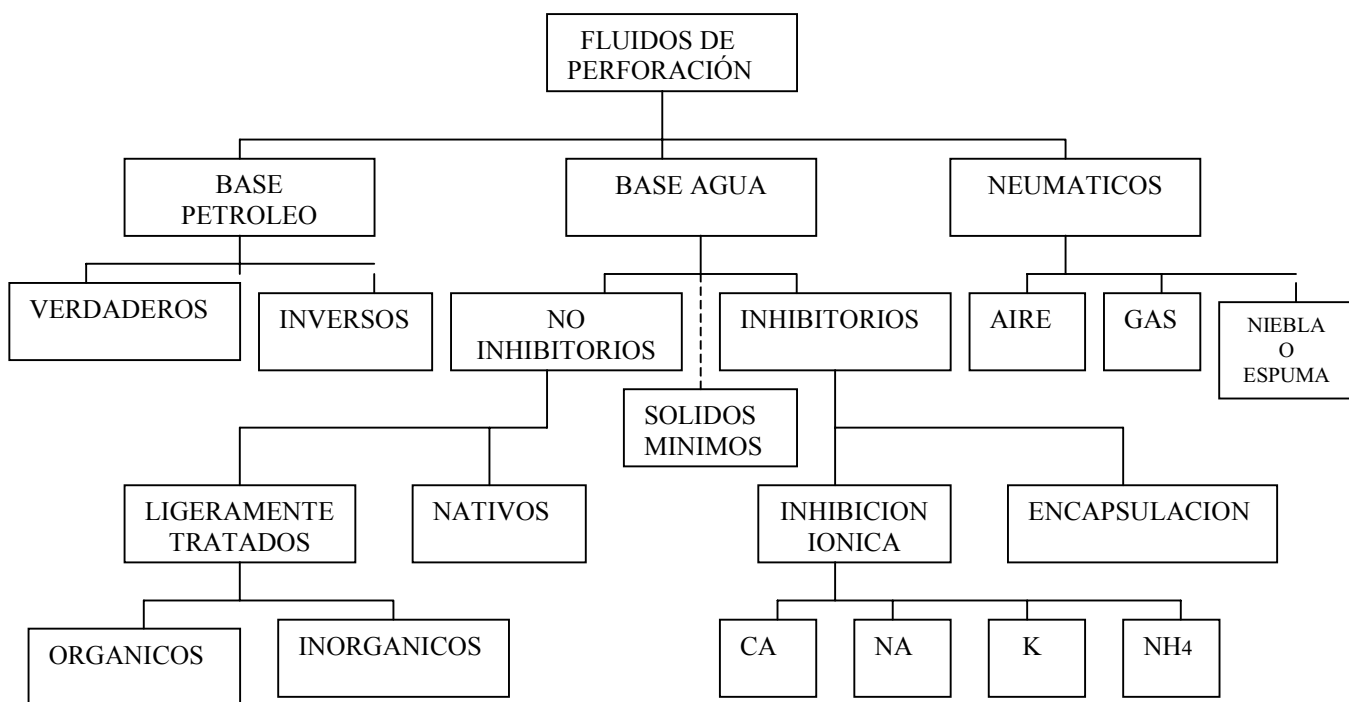 FLUIDOS DE
PERFORACIÓN
BASE
PETROLEO
BASE AGUA
NEUMATICOS
VERDADEROS
INVERSOS
NO
INHIBITORIOS
INHIBITORIOS
AIRE
GAS
NIEBLA
O
ESPUMA
SOLIDOS
MINIMOS
LIGERAMENTE
TRATADOS
NATIVOS
INHIBICION
IONICA
ENCAPSULACION
ORGANICOS
INORGANICOS
CA
NA
K
NH4